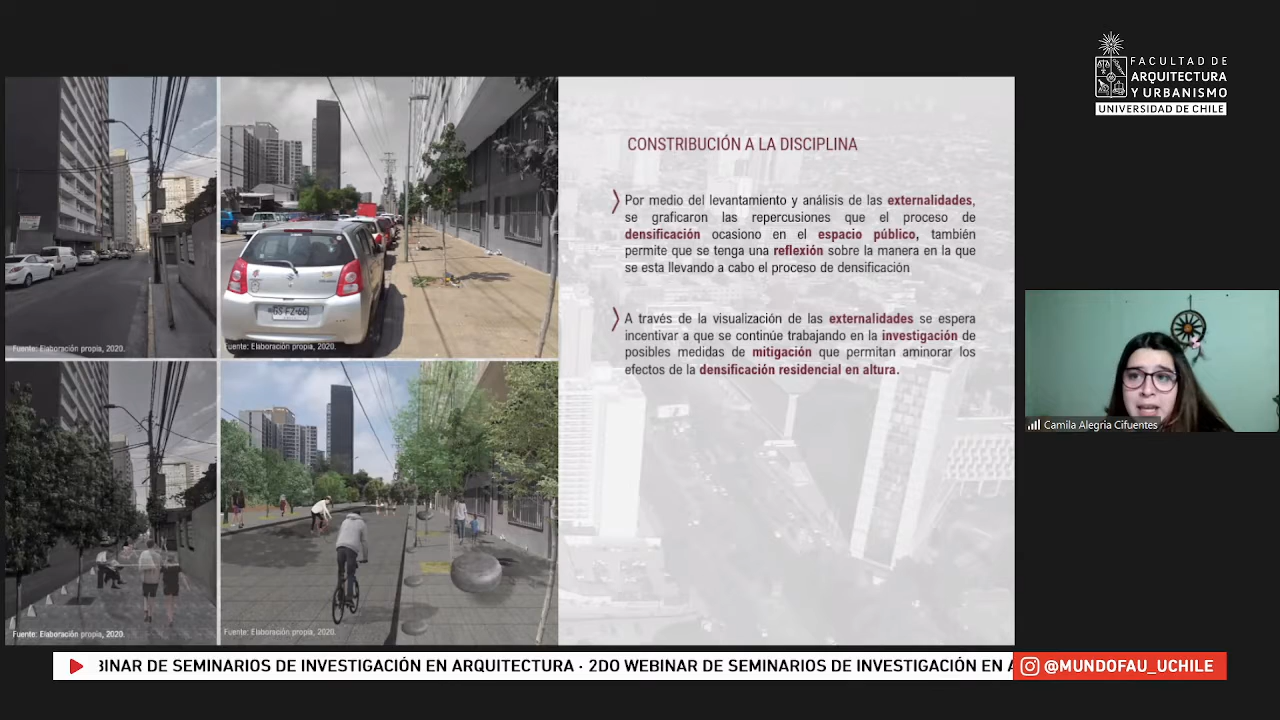 FACULTAD DE
ARQUITECTURA
Y URBANISMO
UNIVERSIDAD DE CHILE
CONSTRIBUCIÓN A LA DISCIPLINA
Por medio del levantamiento y análisis de las externalidades,
se graficaron las repercusiones que el proceso de
densificación ocasiono en el espacio público, también
permite que se tenga una reflexión sobre la manera en la que
se esta llevando a cabo el proceso de densificación
A través de la visualización de las externalidades se espera
incentivar a que se continúe trabajando en la investigación de
posibles medidas de mitigación que permitan aminorar los
efectos de la densificación residencial en altura.
Fuente: Elaboración propia, 2020.
Fuente: Elaboración propia, 2020.
Fuente: Elaboración propia, 2020.
Fuente: Elaboración propia, 2020.
Camila Alegria Cifuentes
BINAR DE SEMINARIOS DE INVESTIGACIÓN EN ARQUITECTURA · 2DO WEBINAR DE SEMINARIOS DE INVESTIGACIÓN EN A
@MUNDOFAU_UCHILE